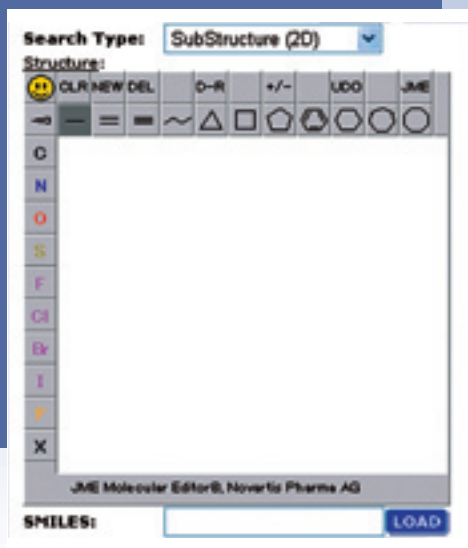 Search Type: SubStructure (2D)
Structure:
CLR NEW DEL D-R +/- UDO JME
C
N
O
S
F
Cl
Br
I
P
X
JME Molecular Editor®, Novartis Pharma AG
SMILES: LOAD